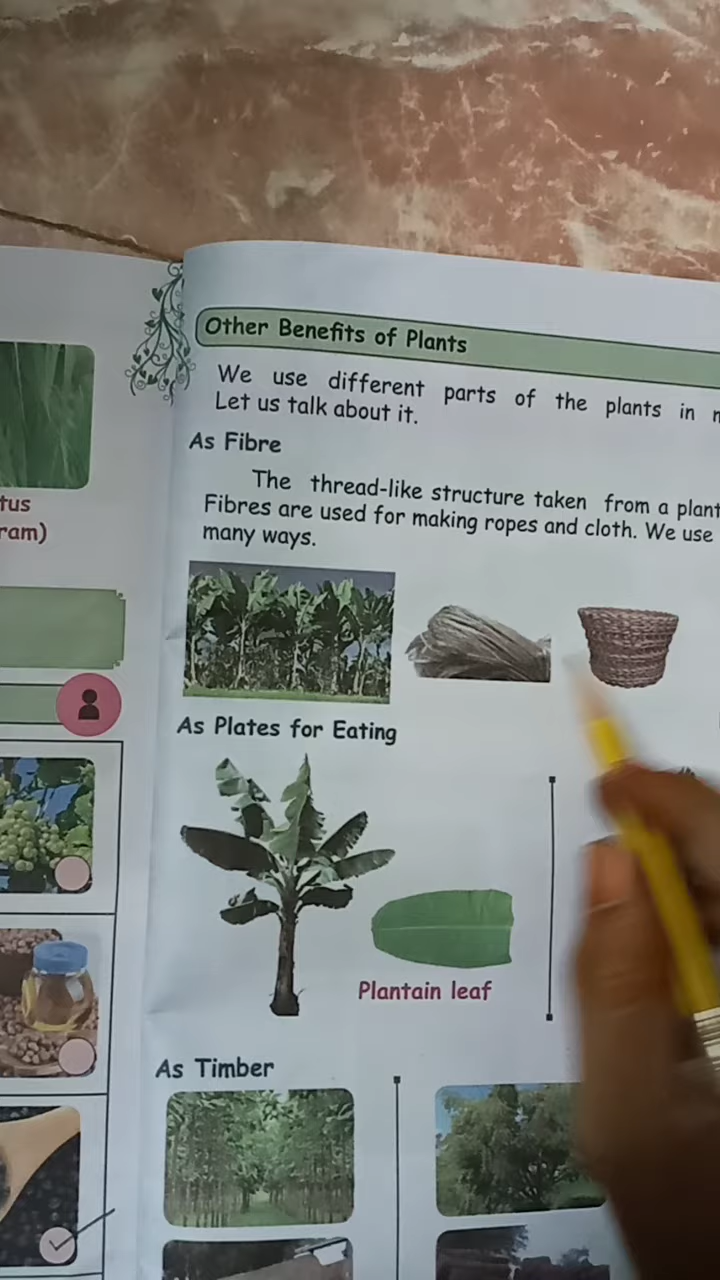 tus
ram)
Other Benefits of Plants
We use different parts of the plants in
Let us talk about it.
As Fibre
The thread-like structure taken from a plant
Fibres are used for making ropes and cloth. We use
many ways.
As Plates for Eating
Plantain leaf
As Timber